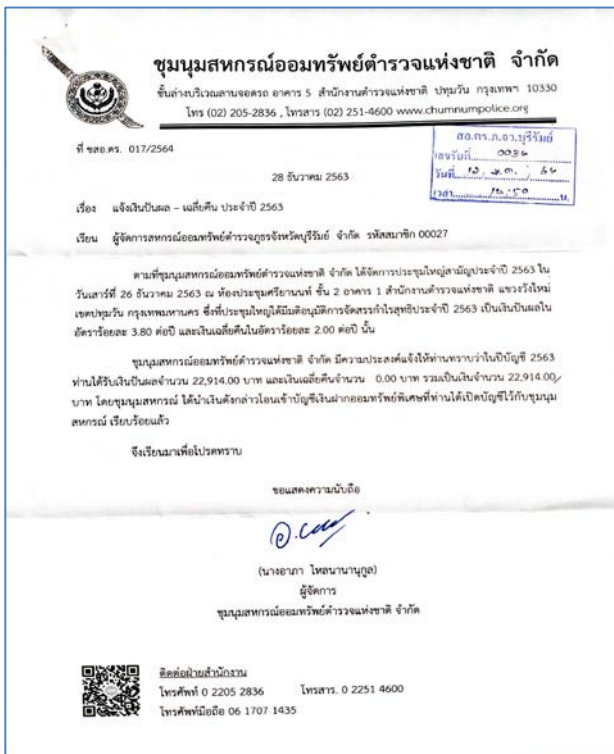 ชุมนุมสหกรณ์ออมทรัพย์ตำรวจแห่งชาติ จำกัด
ชั้นล่างบริเวณลานจอดรถ อาคาร 5 สำนักงานตำรวจแห่งชาติ ปทุมวัน กรุงเทพฯ 10330
โทร (02) 205-2836 , โทรสาร (02) 251-4600 www.chumnumpolice.org
ที่ ชสอ.ตร. 017/2564
สอ.ตร.ภ.จว.บุรีรัมย์
เลขรับที่
วันที่ 64
เวลา น.
28 ธันวาคม 2563
เรื่อง แจ้งเงินปันผล – เฉลี่ยคืน ประจำปี 2563
เรียน ผู้จัดการสหกรณ์ออมทรัพย์ตำรวจภูธรจังหวัดบุรีรัมย์ จำกัด รหัสสมาชิก 00027
ตามที่ชุมนุมสหกรณ์ออมทรัพย์ตำรวจแห่งชาติ จำกัด ได้จัดการประชุมใหญ่สามัญประจำปี 2563 ใน
วันเสาร์ที่ 26 ธันวาคม 2563 ณ ห้องประชุมศรียานนท์ ชั้น 2 อาคาร 1 สำนักงานตำรวจแห่งชาติ แขวงวังใหม่
เขตปทุมวัน กรุงเทพมหานคร ซึ่งที่ประชุมใหญ่ได้มีมติอนุมัติการจัดสรรกำไรสุทธิประจำปี 2563 เป็นเงินปันผลใน
อัตราร้อยละ 3.80 ต่อปี และเงินเฉลี่ยคืนในอัตราร้อยละ 2.00 ต่อปี นั้น
ชุมนุมสหกรณ์ออมทรัพย์ตำรวจแห่งชาติ จำกัด มีความประสงค์แจ้งให้ท่านทราบว่าในปีบัญชี 2563
ท่านได้รับเงินปันผลจำนวน 22,914.00 บาท และเงินเฉลี่ยคืนจำนวน 0.00 บาท รวมเป็นเงินจำนวน 22,914.00
บาท โดยชุมนุมสหกรณ์ ได้นำเงินดังกล่าวโอนเข้าบัญชีเงินฝากออมทรัพย์พิเศษที่ท่านได้เปิดบัญชีไว้กับชุมนุม
สหกรณ์ เรียบร้อยแล้ว
จึงเรียนมาเพื่อโปรดทราบ
ขอแสดงความนับถือ
(นางอาภา ไหลนานานุกูล)
ผู้จัดการ
ชุมนุมสหกรณ์ออมทรัพย์ตำรวจแห่งชาติ จำกัด
ติดต่อฝ่ายสำนักงาน
โทรศัพท์ 0 2205 2836 โทรสาร. 0 2251 4600
โทรศัพท์มือถือ 06 1707 1435